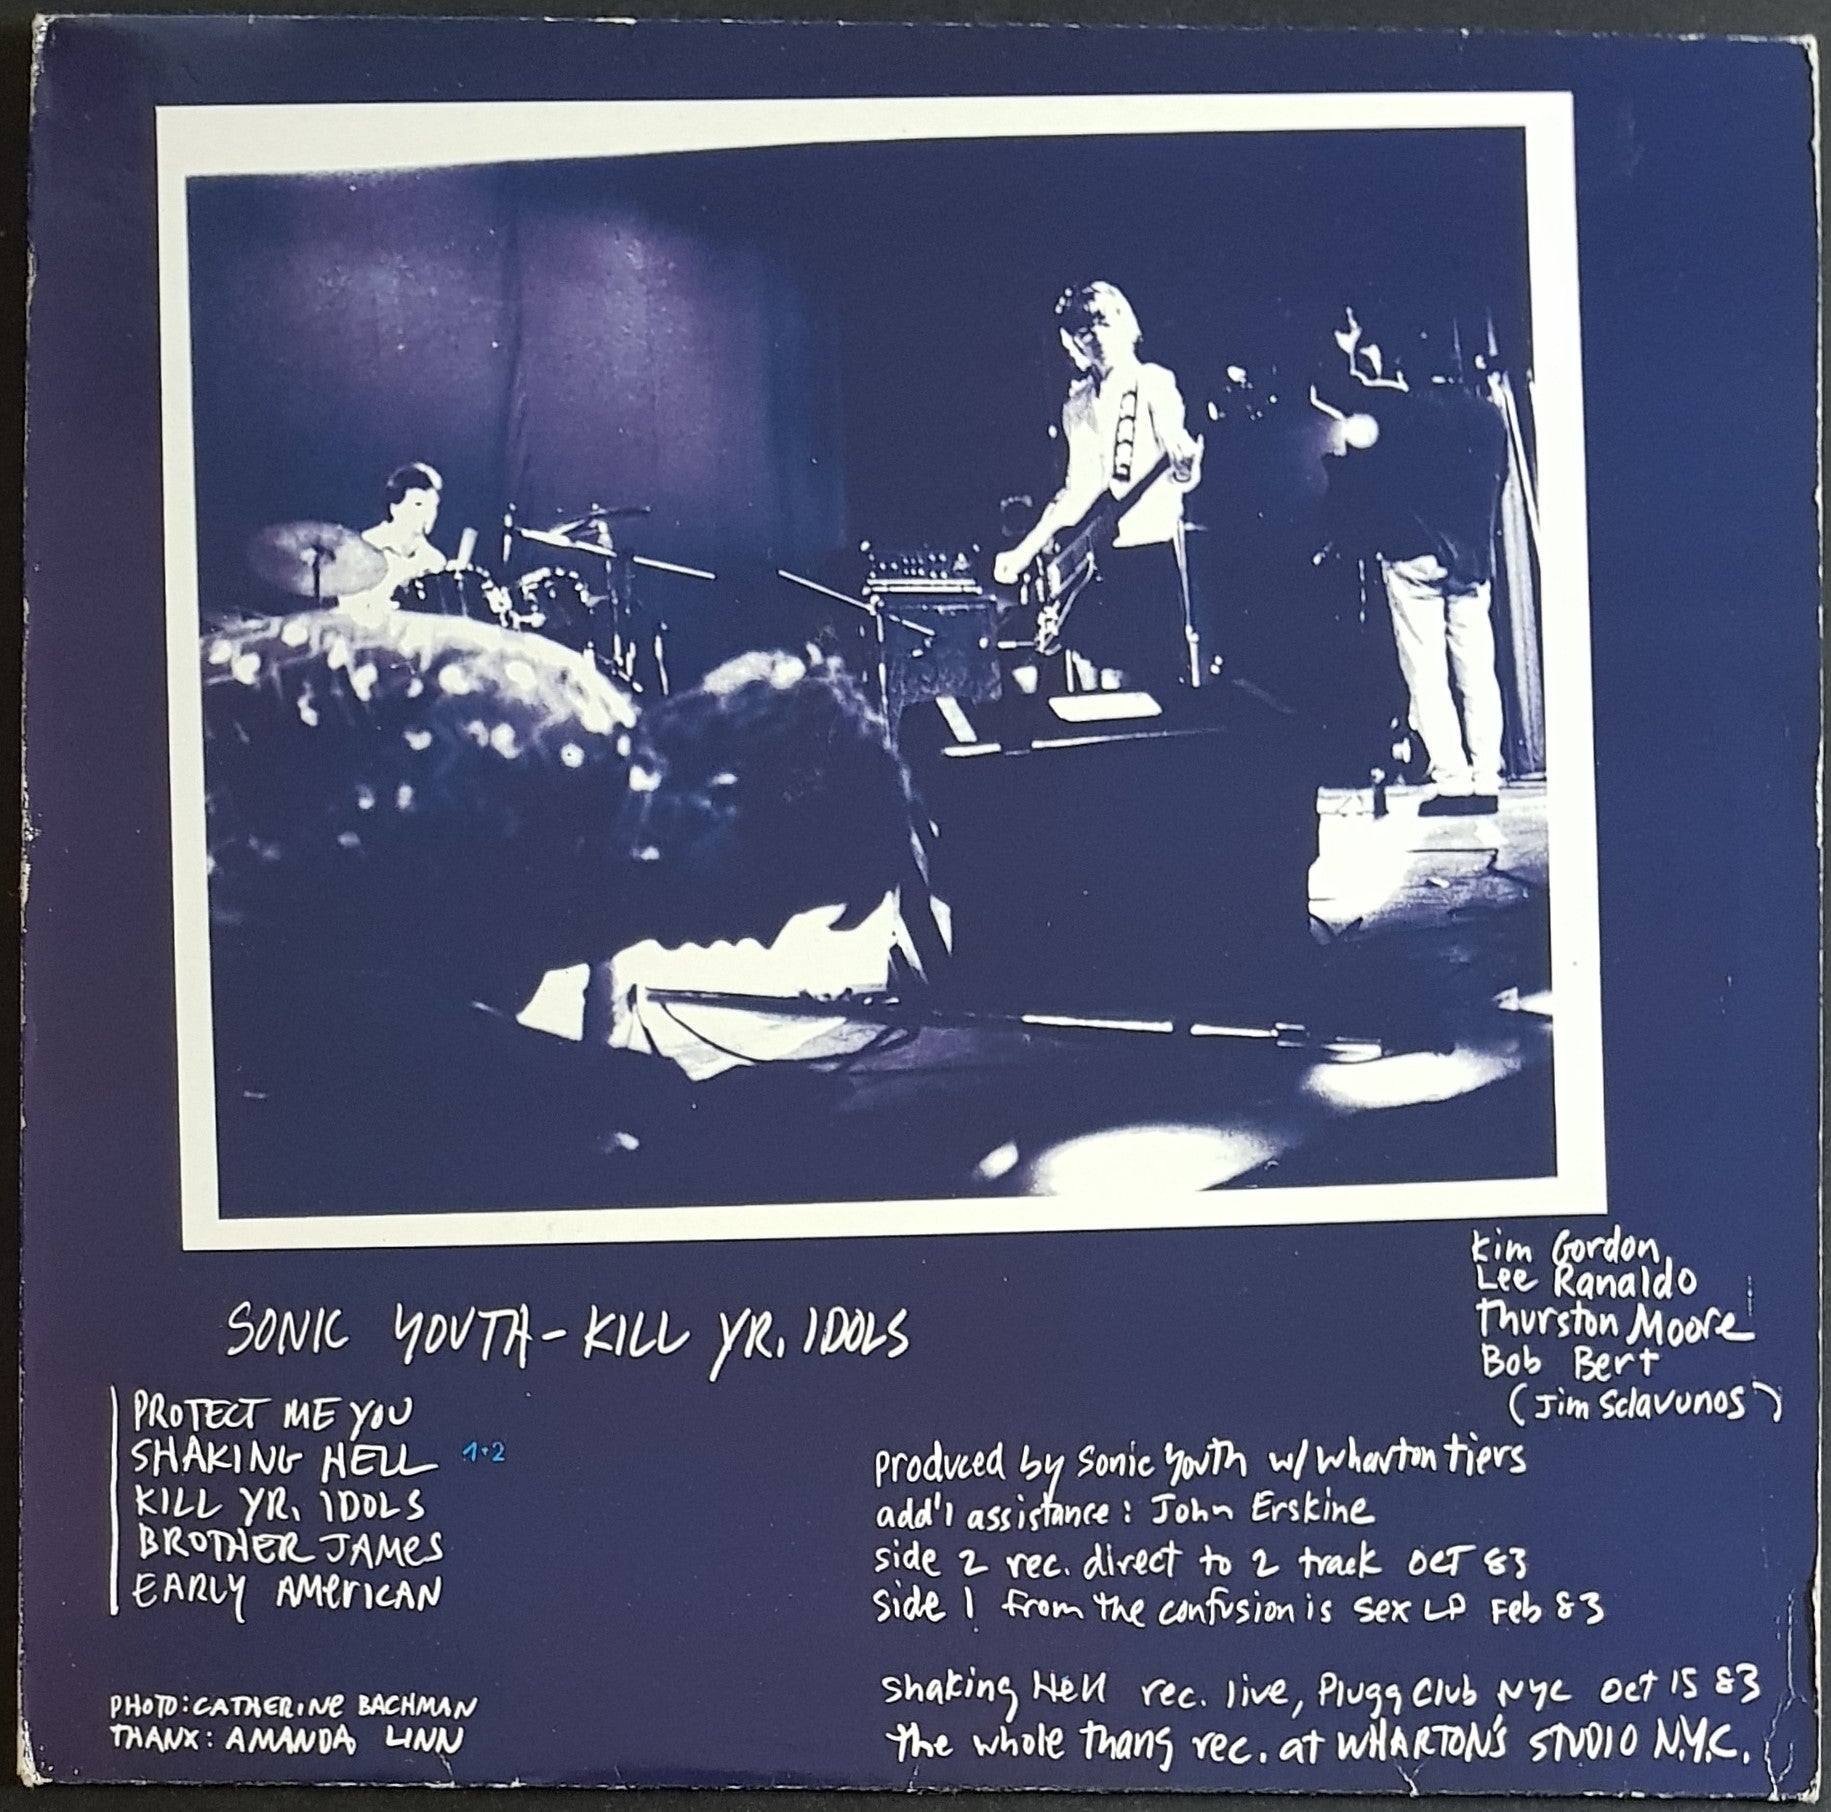 Kim Gordon,
Lee Ranaldo
Thurston Moore
Bob Bert
(Jim Sclavunos)
SONIC YOUTH - KILL YR. IDOLS
PROTECT ME YOU
SHAKING HELL 1+2
KILL YR. IDOLS
BROTHER JAMES
EARLY AMERICAN
produced by Sonic Youth w/ Wharton Tiers
add'l assistance: John Erskine
side 2 rec. direct to 2 track OCT 83
side 1 from the confusion is sex LP Feb 83
Shaking Hell rec. live, Plugg Club NYC Oct 15 83
the whole thang rec. at WHARTON'S STUDIO N.Y.C.
PHOTO: CATHERINE BACHMAN
THANX: AMANDA LINN